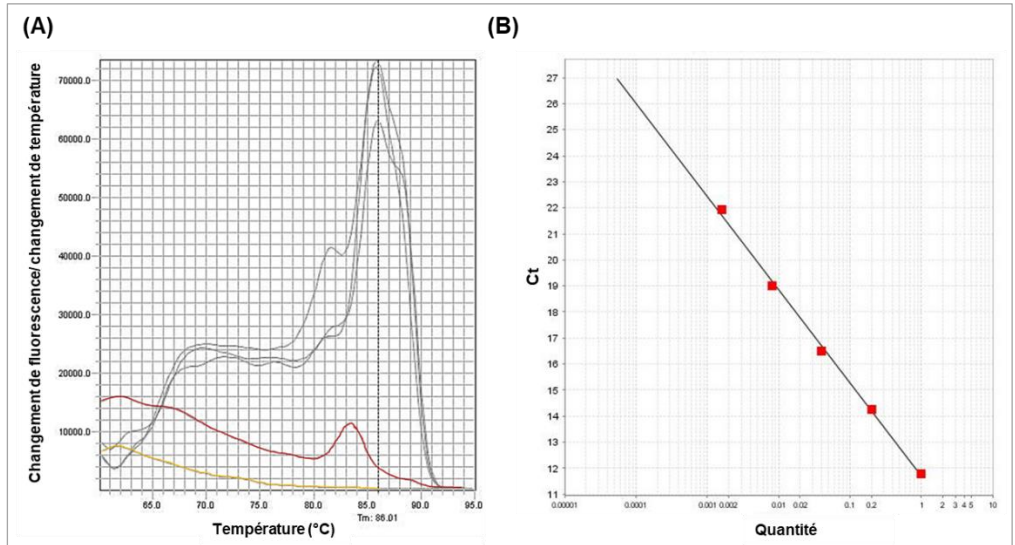 (A)
Changement de fluorescence/ changement de température
70000.0
60000.0
50000.0
40000.0
30000.0
20000.0
10000.0
65.0 70.0 75.0 80.0 85.0 90.0 95.0
Tm: 86.01
Température (°C)
(B)
Ct
27
26
24
23
22
21
19
18
17
16
14
13
12
11
0.00001 0.0001 0.001 0.002 0.01 0.02 0.1 0.2 1 2 3 4 5 10
Quantité